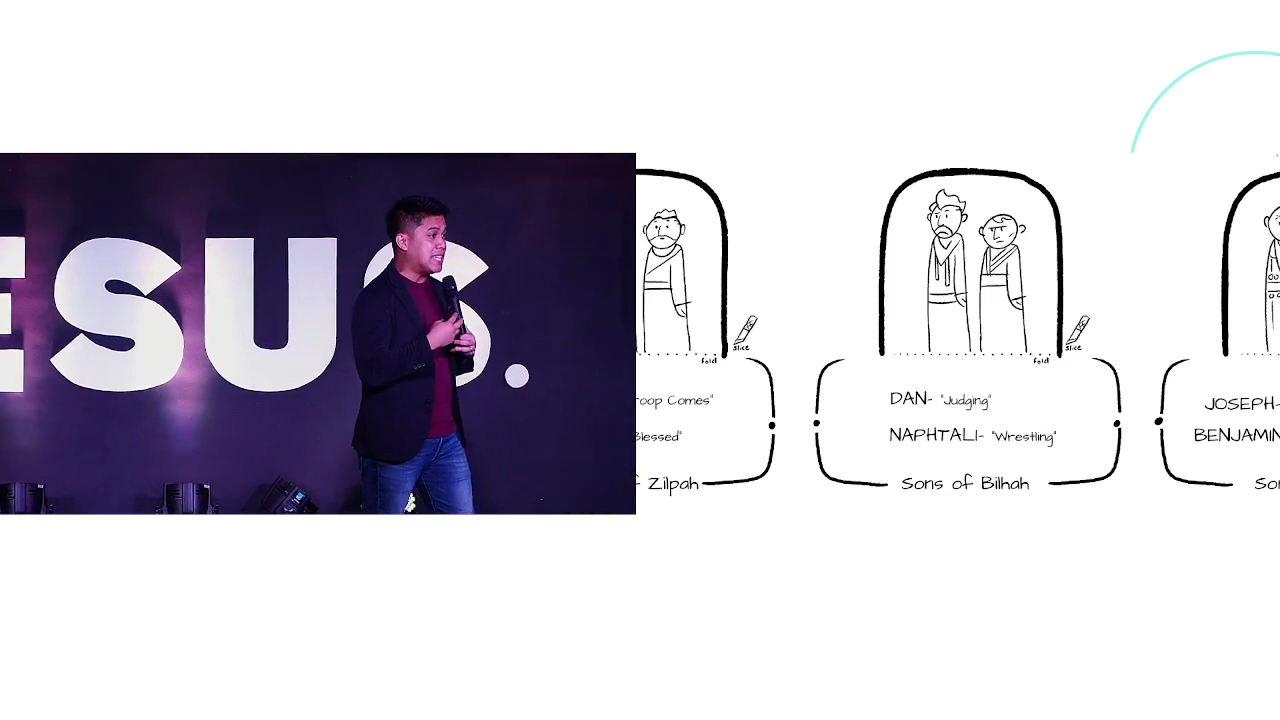 ESUS.
roop Comes"
Blessed"
f Zilpah
fold
slice
DAN- "Judging"
NAPHTALI- "Wrestling"
Sons of Bilhah
fold
slice
JOSEPH-
BENJAMIN
Son